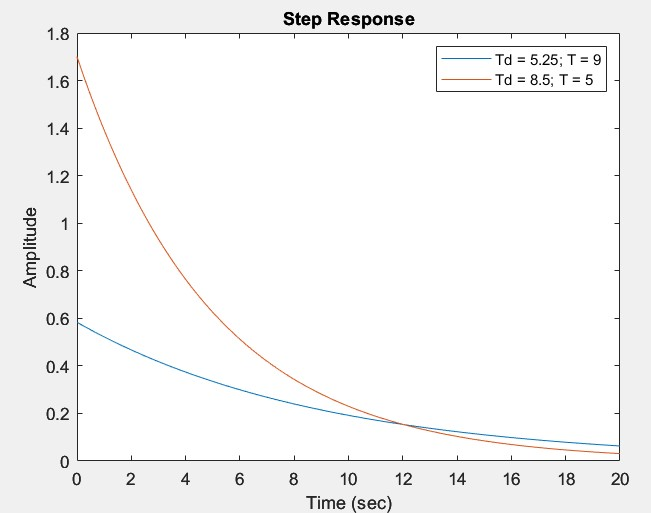 Step Response
Td = 5.25; T = 9
Td = 8.5; T = 5
Amplitude
1.8
1.6
1.4
1.2
1
0.8
0.6
0.4
0.2
0
0 2 4 6 8 10 12 14 16 18 20
Time (sec)